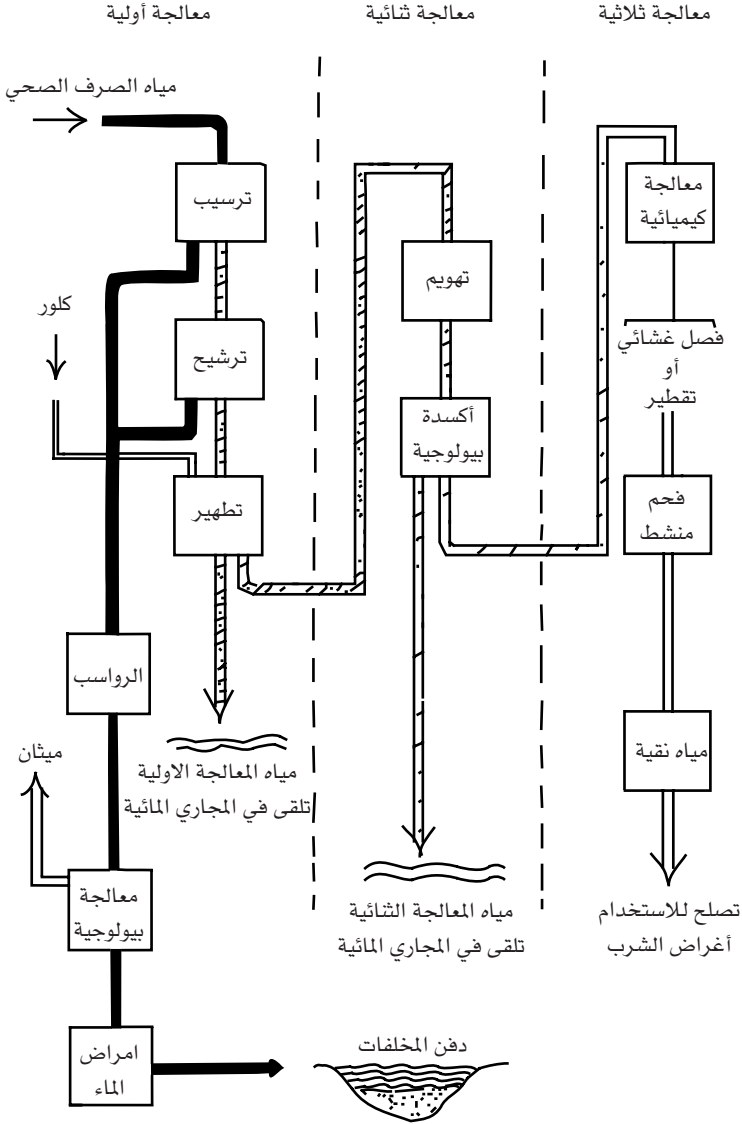 معالجة أولية
معالجة ثنائية
معالجة ثلاثية
مياه الصرف الصحي
ترسيب
كلور
ترشيح
تطهير
الرواسب
ميثان
مياه المعالجة الاولية
تلقى في المجاري المائية
معالجة
بيولوجية
امراض
الماء
دفن المخلفات
تهويم
أكسدة
بيولوجية
مياه المعالجة الثنائية
تلقى في المجاري المائية
معالجة
كيميائية
فصل غشائي
أو
تقطير
فحم
منشط
مياه نقية
تصلح للاستخدام
أغراض الشرب